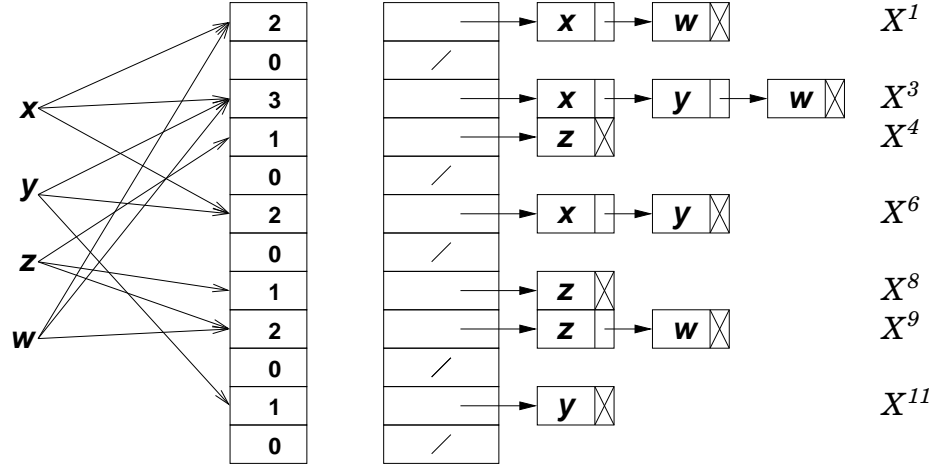 2 x w X^1
0
x 3 x y w X^3
1 z X^4
y 0
2 x y X^6
z 0
1 z X^8
w 2 z w X^9
0
1 y X^11
0